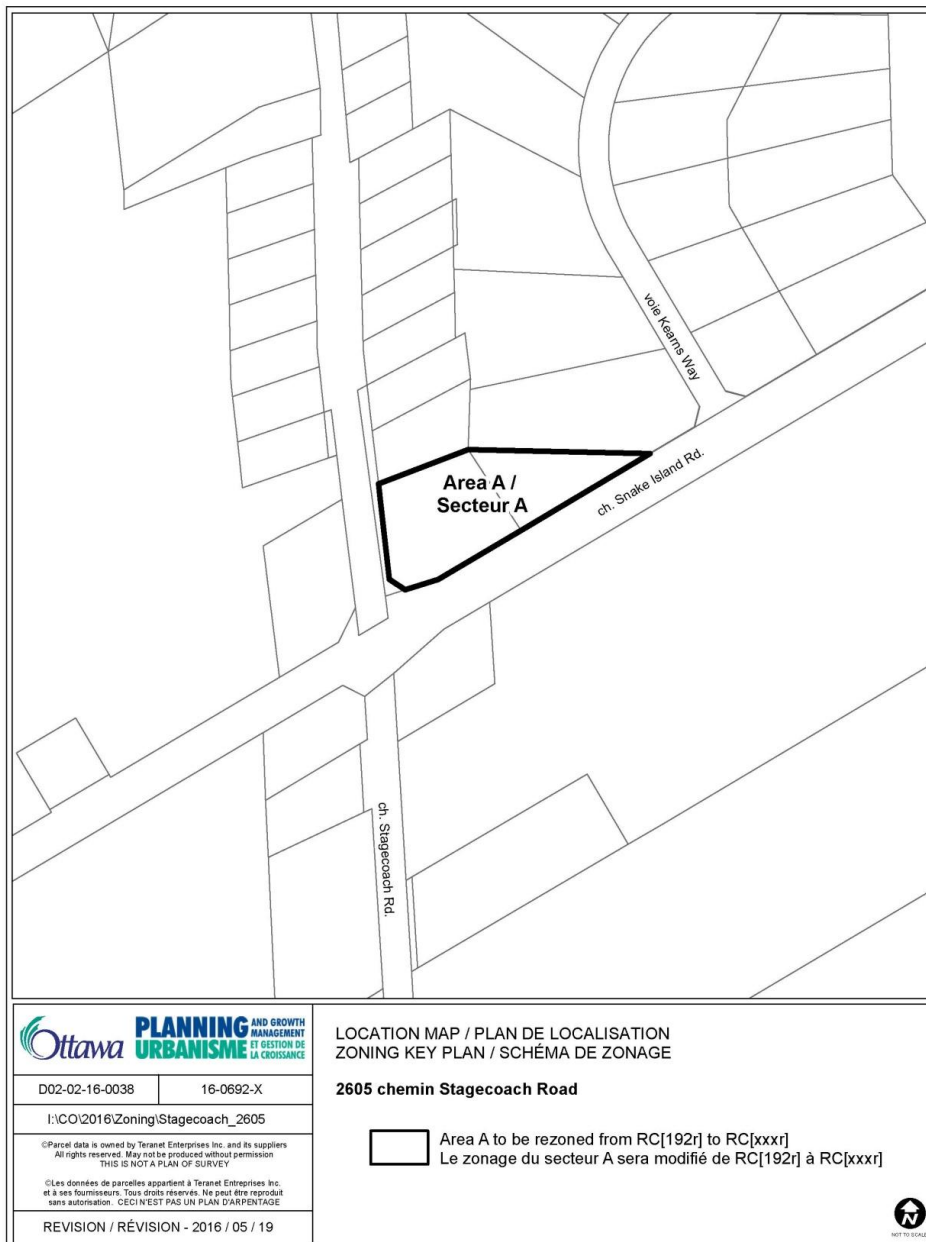 voie Kearns Way
Area A /
Secteur A
ch. Snake Island Rd.
ch. Stagecoach Rd.
Ottawa
PLANNING AND GROWTH
MANAGEMENT
URBANISME ET GESTION DE
LA CROISSANCE
D02-02-16-0038
16-0692-X
I:\CO\2016\Zoning\Stagecoach_2605
©Parcel data is owned by Teranet Enterprises Inc. and its suppliers
All rights reserved. May not be produced without permission
THIS IS NOT A PLAN OF SURVEY
©Les données de parcelles appartient à Teranet Enterprises Inc.
et à ses fournisseurs. Tous droits réservés. Ne peut être reproduit
sans autorisation. CECI N'EST PAS UN PLAN D'ARPENTAGE
REVISION / RÉVISION - 2016 / 05 / 19
LOCATION MAP / PLAN DE LOCALISATION
ZONING KEY PLAN / SCHÉMA DE ZONAGE
2605 chemin Stagecoach Road
Area A to be rezoned from RC[192r] to RC[xxxr]
Le zonage du secteur A sera modifié de RC[192r] à RC[xxxr]
N
NOT TO SCALE